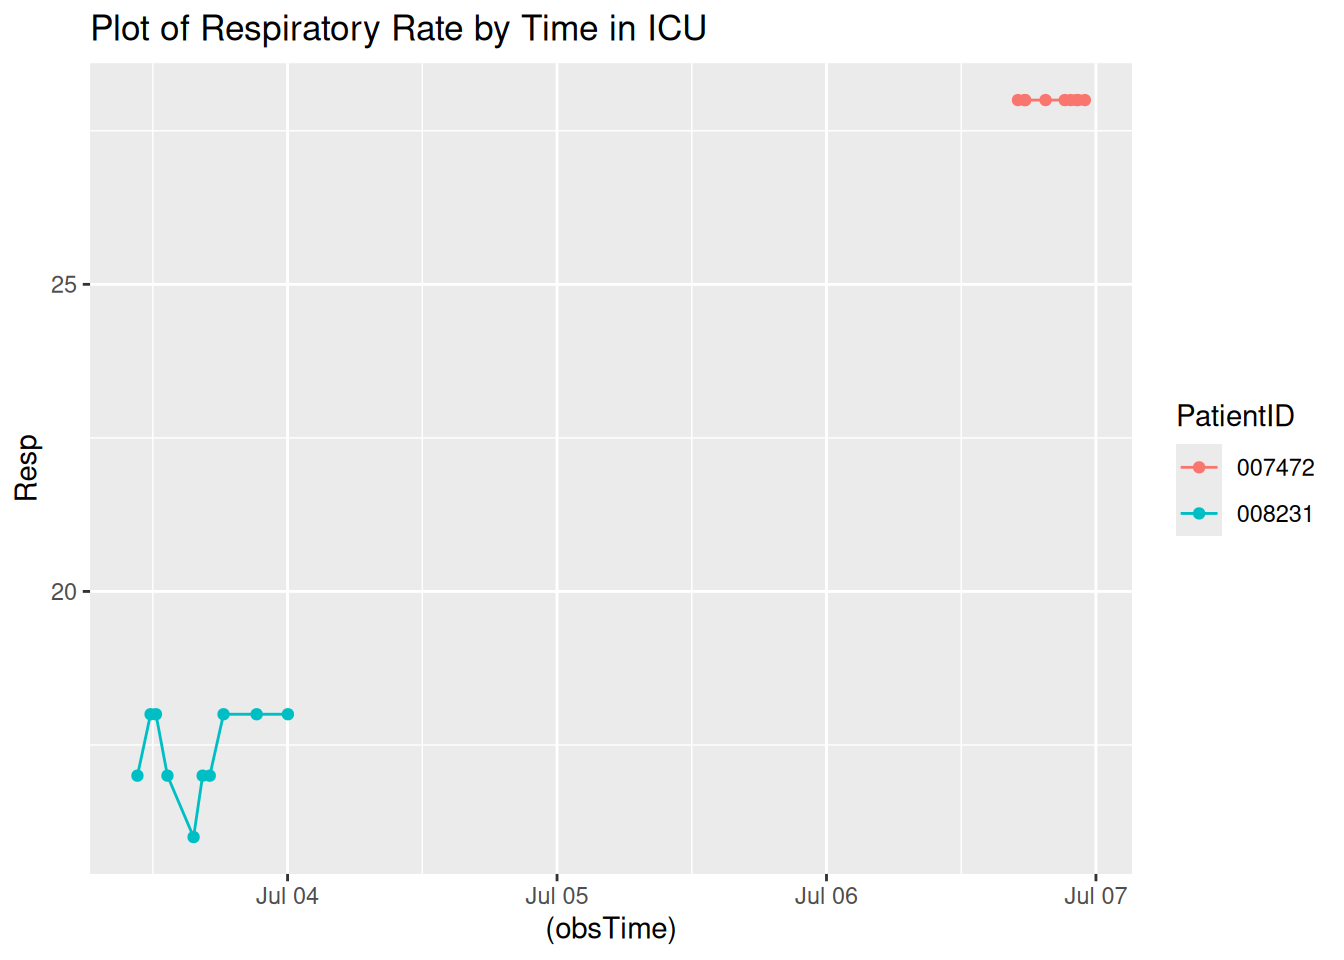 Plot of Respiratory Rate by Time in ICU
25
20
Resp
Jul 04
Jul 05
Jul 06
Jul 07
(obsTime)
PatientID
007472
008231